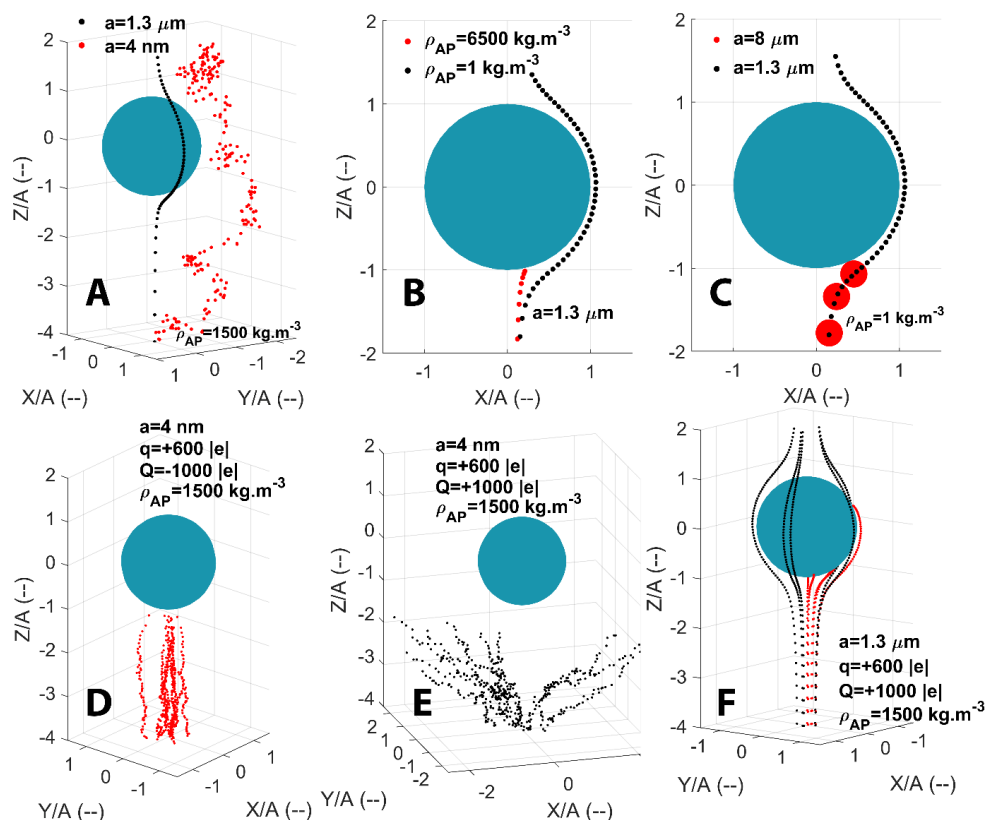 a=1.3 μm
a=4 nm
2
1
0
-1
-2
-3
-4
Z/A (--)
A
ρAP=1500 kg.m-3
-1
0
1
X/A (--)
1
0
-1
-2
Y/A (--)
ρAP=6500 kg.m-3
ρAP=1 kg.m-3
2
1
0
-1
-2
Z/A (--)
B
a=1.3 μm
-1
0
1
X/A (--)
a=8 μm
a=1.3 μm
2
1
0
-1
-2
Z/A (--)
C
ρAP=1 kg.m-3
-1
0
1
X/A (--)
a=4 nm
q=+600 |e|
Q=-1000 |e|
ρAP=1500 kg.m-3
2
1
0
-1
-2
-3
-4
Z/A (--)
D
1
0
-1
Y/A (--)
-1
0
1
X/A (--)
a=4 nm
q=+600 |e|
Q=+1000 |e|
ρAP=1500 kg.m-3
2
1
0
-1
-2
-3
-4
Z/A (--)
E
2
1
0
-1
-2
Y/A (--)
-2
0
X/A (--)
2
1
0
-1
-2
-3
-4
Z/A (--)
F
a=1.3 μm
q=+600 |e|
Q=+1000 |e|
ρAP=1500 kg.m-3
-1
0
1
Y/A (--)
1
0
-1
X/A (--)